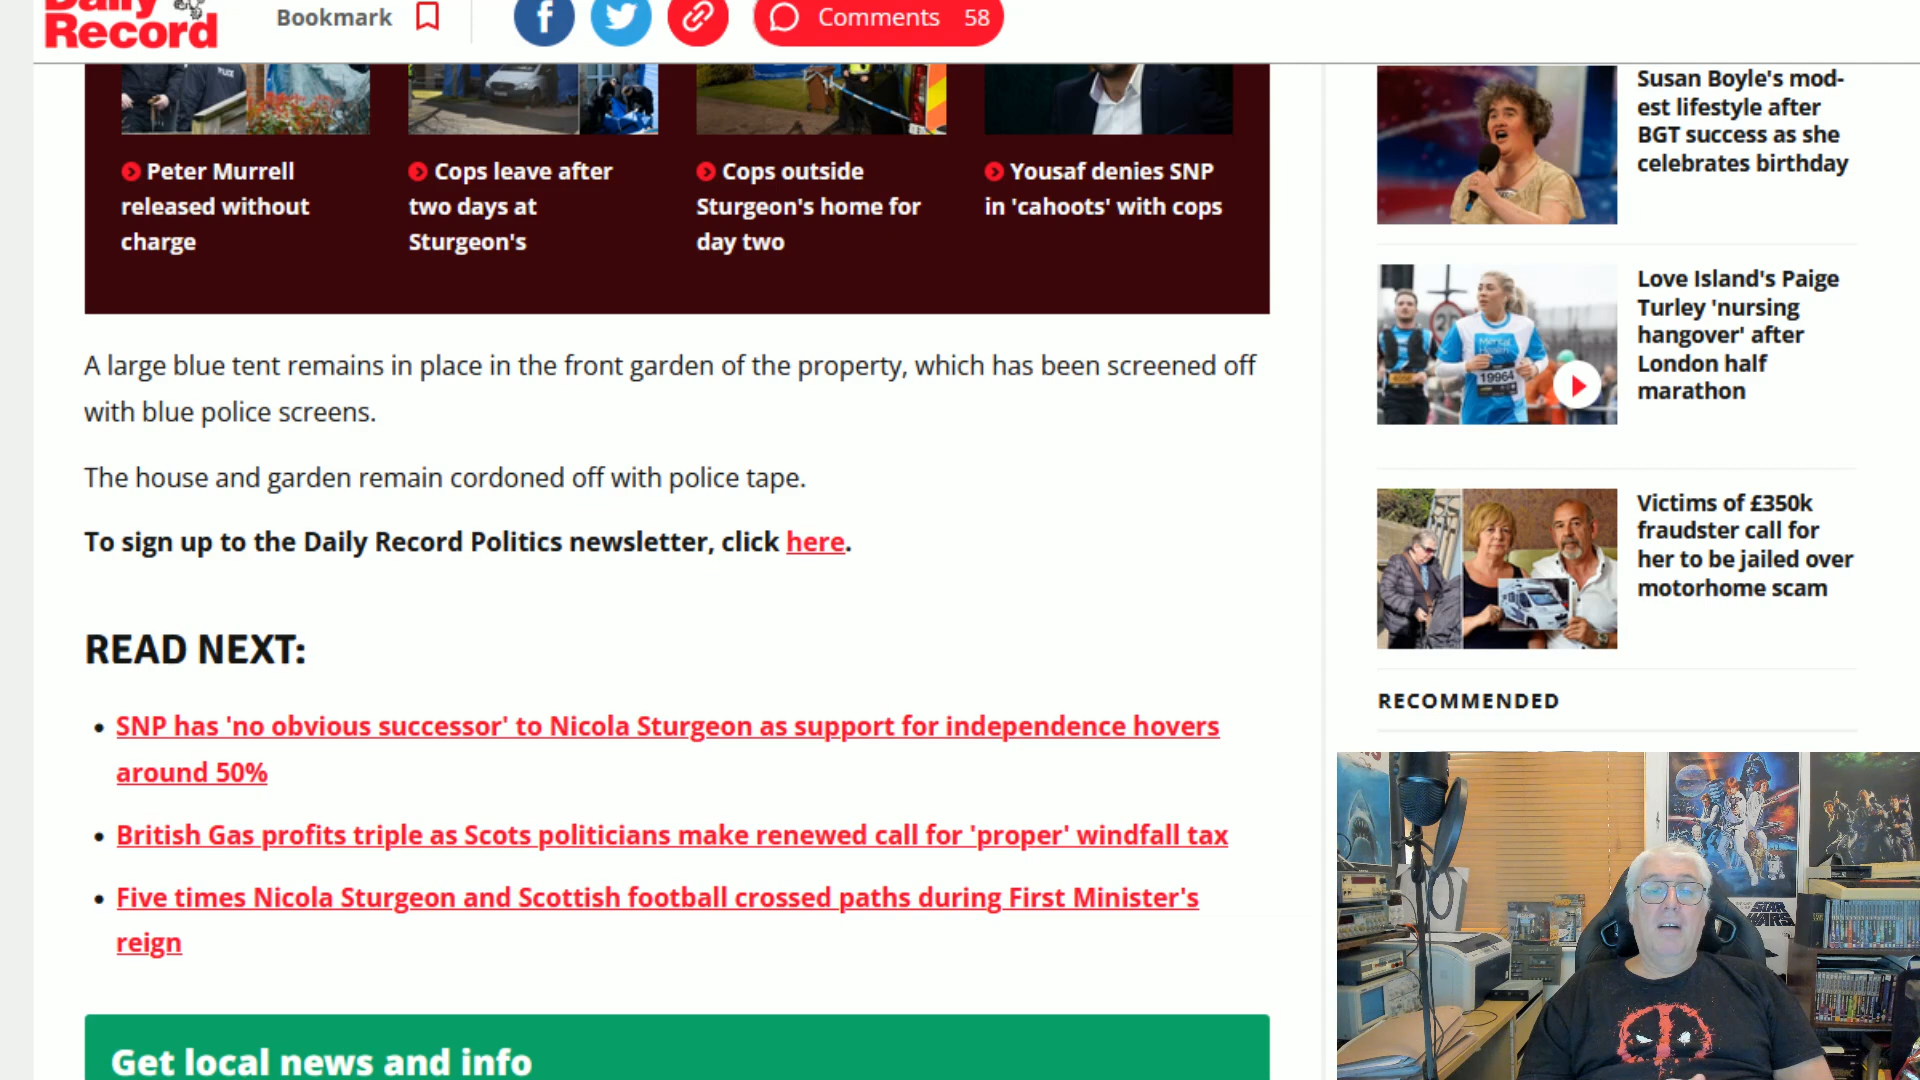 Daily
Record
Bookmark
Comments 58
Peter Murrell
released without
charge
Cops leave after
two days at
Sturgeon's
Cops outside
Sturgeon's home for
day two
Yousaf denies SNP
in 'cahoots' with cops
A large blue tent remains in place in the front garden of the property, which has been screened off
with blue police screens.
The house and garden remain cordoned off with police tape.
To sign up to the Daily Record Politics newsletter, click here.
READ NEXT:
SNP has 'no obvious successor' to Nicola Sturgeon as support for independence hovers
around 50%
British Gas profits triple as Scots politicians make renewed call for 'proper' windfall tax
Five times Nicola Sturgeon and Scottish football crossed paths during First Minister's
reign
Get local news and info
Susan Boyle's mod-
est lifestyle after
BGT success as she
celebrates birthday
Mental
19964
Love Island's Paige
Turley 'nursing
hangover' after
London half
marathon
Victims of £350k
fraudster call for
her to be jailed over
motorhome scam
RECOMMENDED
STAR
WARS